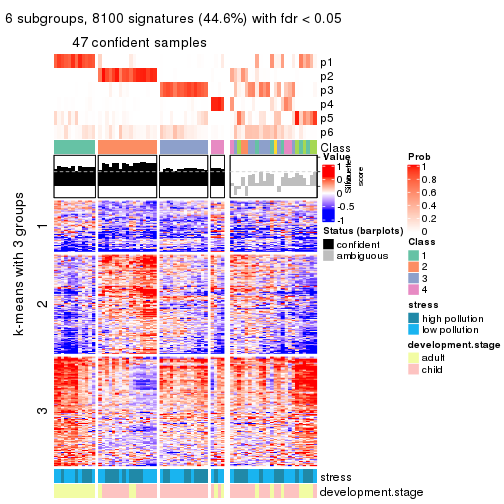 6 subgroups, 8100 signatures (44.6%) with fdr < 0.05
47 confident samples
p1
p2
p3
p4
p5
p6
Class
1
2
3
k-means with 3 groups
stress
development.stage
Silhouette
score
Value
1
0.5
0
-0.5
-1
Status (barplots)
confident
ambiguous
Prob
1
0.8
0.6
0.4
0.2
0
Class
1
2
3
4
stress
high pollution
low pollution
development.stage
adult
child